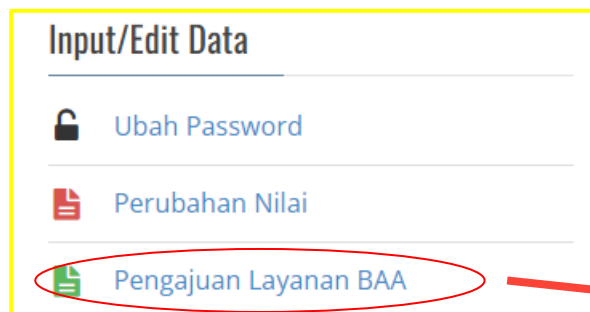 Input/Edit Data
Ubah Password
Perubahan Nilai
Pengajuan Layanan BAA